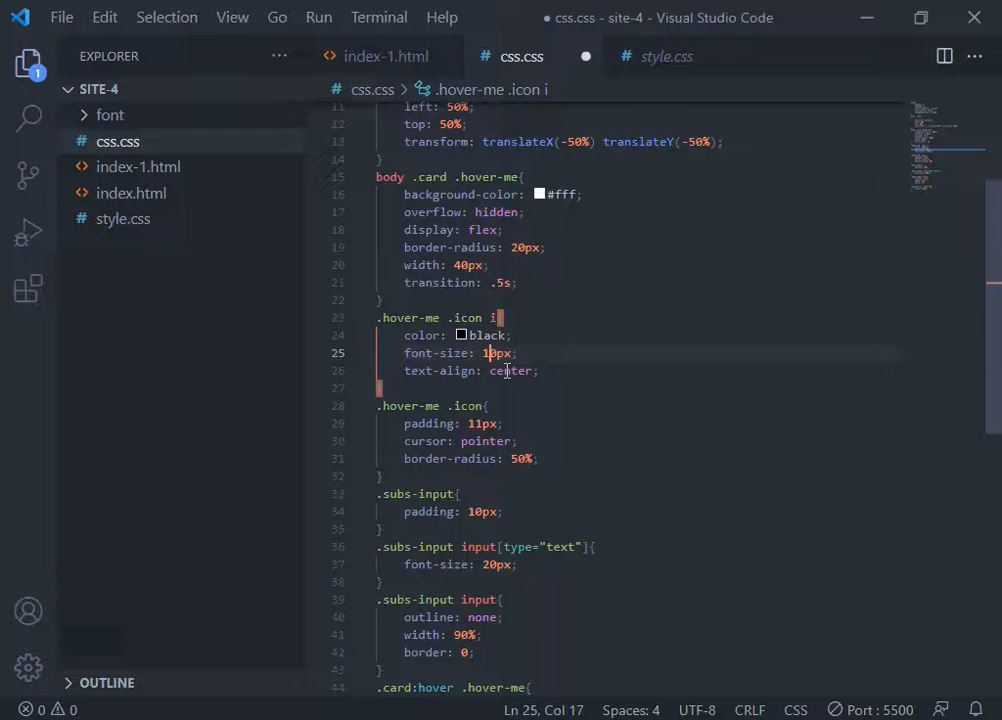 File Edit Selection View Go Run Terminal Help ● css.css - site-4 - Visual Studio Code
EXPLORER ··· <> index-1.html # css.css ● # style.css ···
1
SITE-4
font
# css.css
<> index-1.html
<> index.html
# style.css
OUTLINE
# css.css > .hover-me .icon i
11 left: 50%;
12 top: 50%;
13 transform: translateX(-50%) translateY(-50%);
14 }
15 body .card .hover-me{
16 background-color: #fff;
17 overflow: hidden;
18 display: flex;
19 border-radius: 20px;
20 width: 40px;
21 transition: .5s;
22 }
23 .hover-me .icon i
24 color: black;
25 font-size: 10px;
26 text-align: center;
27
28 .hover-me .icon{
29 padding: 11px;
30 cursor: pointer;
31 border-radius: 50%;
32 }
33 .subs-input{
34 padding: 10px;
35 }
36 .subs-input input[type="text"]{
37 font-size: 20px;
38 }
39 .subs-input input{
40 outline: none;
41 width: 90%;
42 border: 0;
43 }
44 .card:hover .hover-me{
0 0 Ln 25, Col 17 Spaces: 4 UTF-8 CRLF CSS Port : 5500